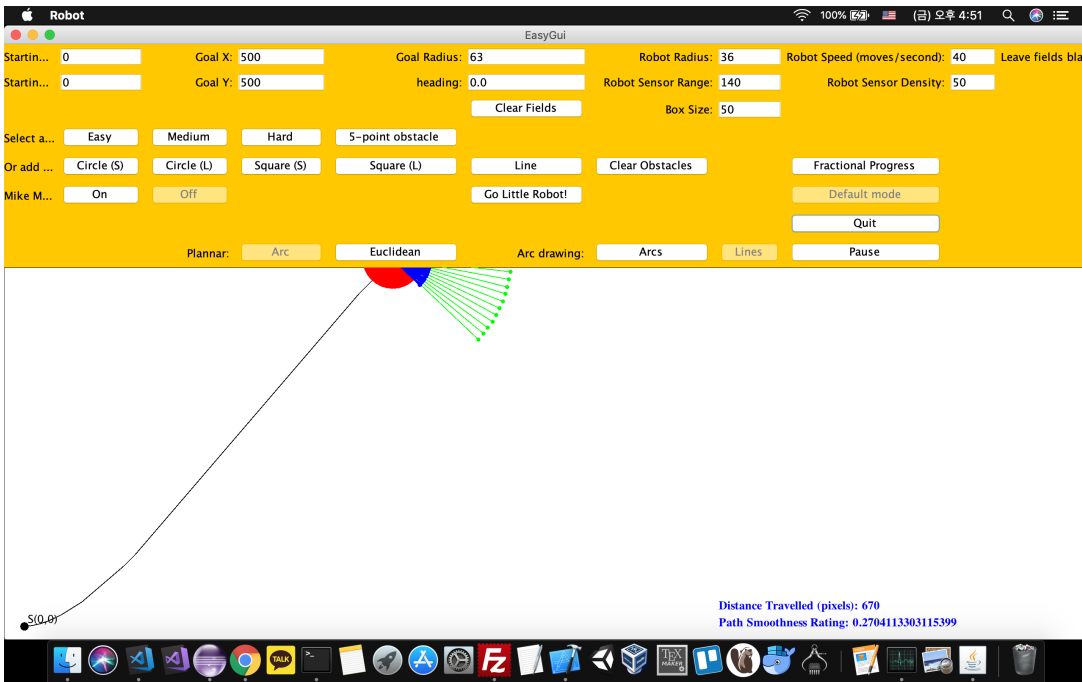 Robot 100% (금) 오후 4:51
EasyGui
Startin... 0 Goal X: 500 Goal Radius: 63 Robot Radius: 36 Robot Speed (moves/second): 40 Leave fields bla
Startin... 0 Goal Y: 500 heading: 0.0 Robot Sensor Range: 140 Robot Sensor Density: 50
Clear Fields Box Size: 50
Select a... Easy Medium Hard 5-point obstacle
Or add ... Circle (S) Circle (L) Square (S) Square (L) Line Clear Obstacles Fractional Progress
Mike M... On Off Go Little Robot! Default mode
Quit
Plannar: Arc Euclidean Arc drawing: Arcs Lines Pause
S(0,0)
Distance Travelled (pixels): 670
Path Smoothness Rating: 0.2704113303115399
TALK
TEX
MAKER